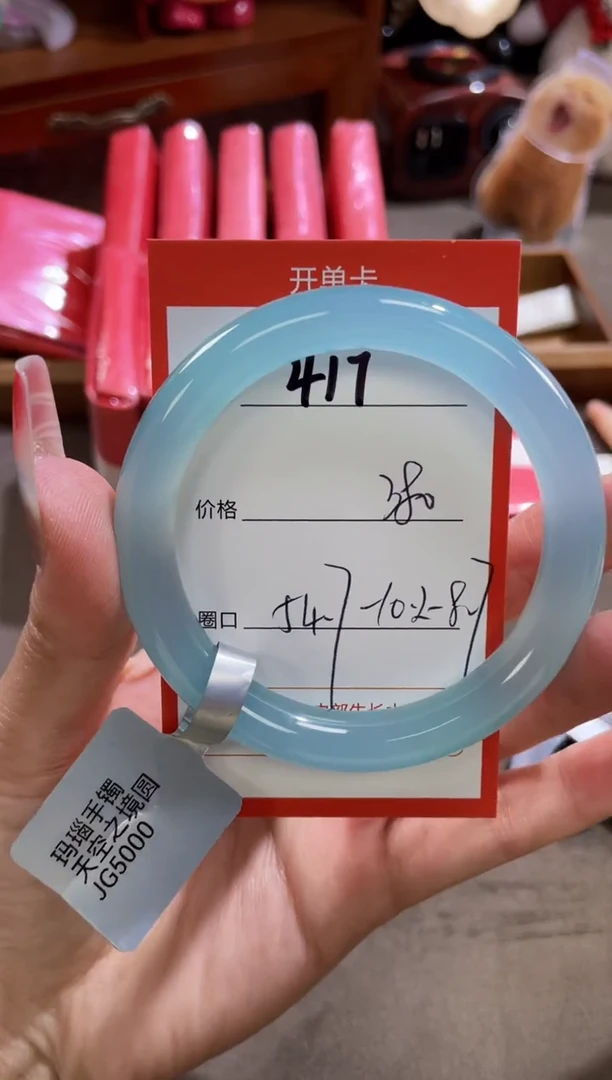 开单卡
417
价格 380
圈口 54.7-10.2-8.7
玛瑙手镯
天空之境圆
JG5000